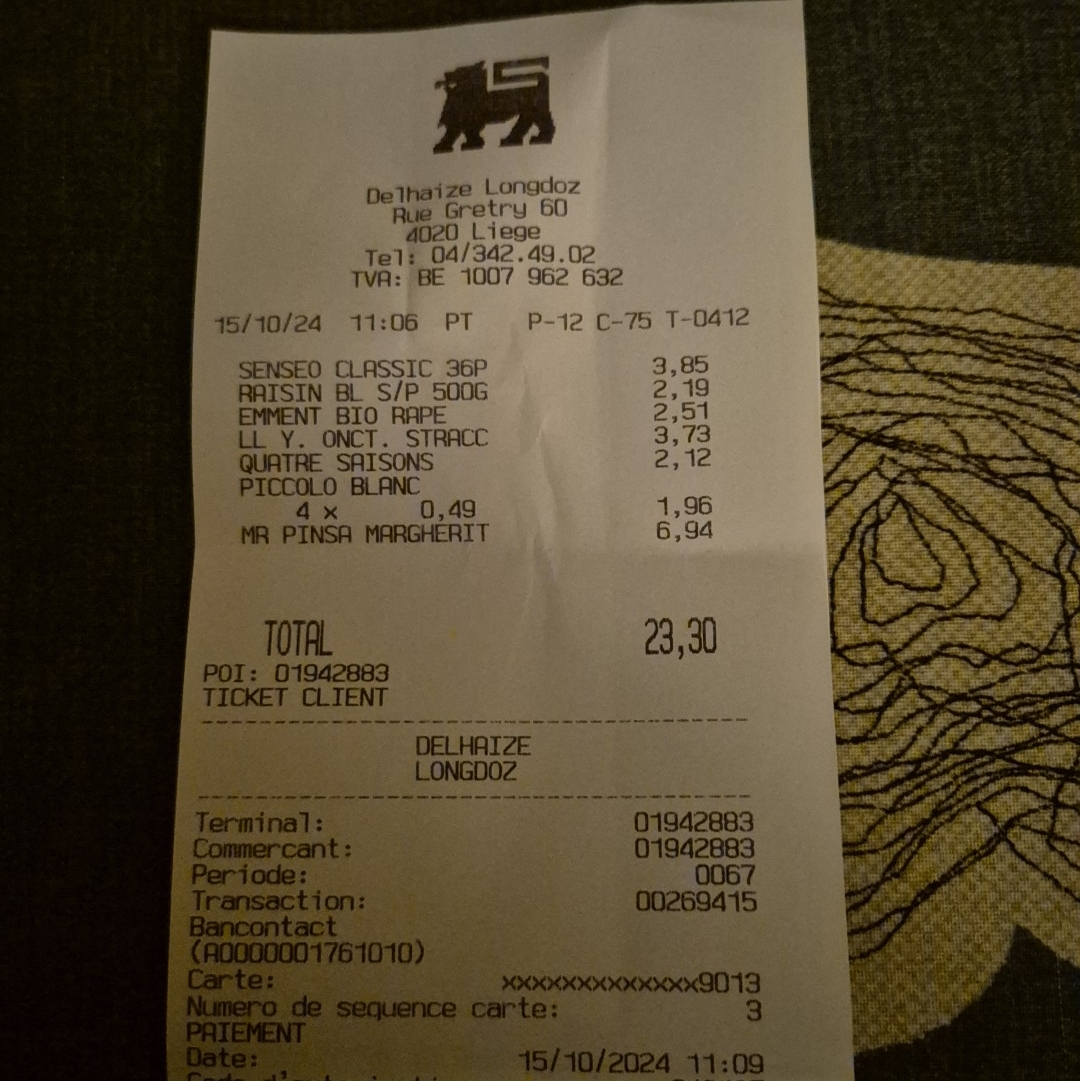 Delhaize Longdoz
Rue Gretry 60
4020 Liege
Tel: 04/342.49.02
TVA: BE 1007 962 632
15/10/24 11:06 PT P-12 C-75 T-0412
SENSEO CLASSIC 36P 3,85
RAISIN BL S/P 500G 2,19
EMMENT BIO RAPE 2,51
LL Y. ONCT. STRACC 3,73
QUATRE SAISONS 2,12
PICCOLO BLANC
4 x 0,49 1,96
MR PINSA MARGHERIT 6,94
TOTAL 23,30
POI: 01942883
TICKET CLIENT
DELHAIZE
LONGDOZ
Terminal: 01942883
Commercant: 01942883
Periode: 0067
Transaction: 00269415
Bancontact
(A0000001761010)
Carte: xxxxxxxxxxxxx9013
Numero de sequence carte: 3
PAIEMENT
Date: 15/10/2024 11:09